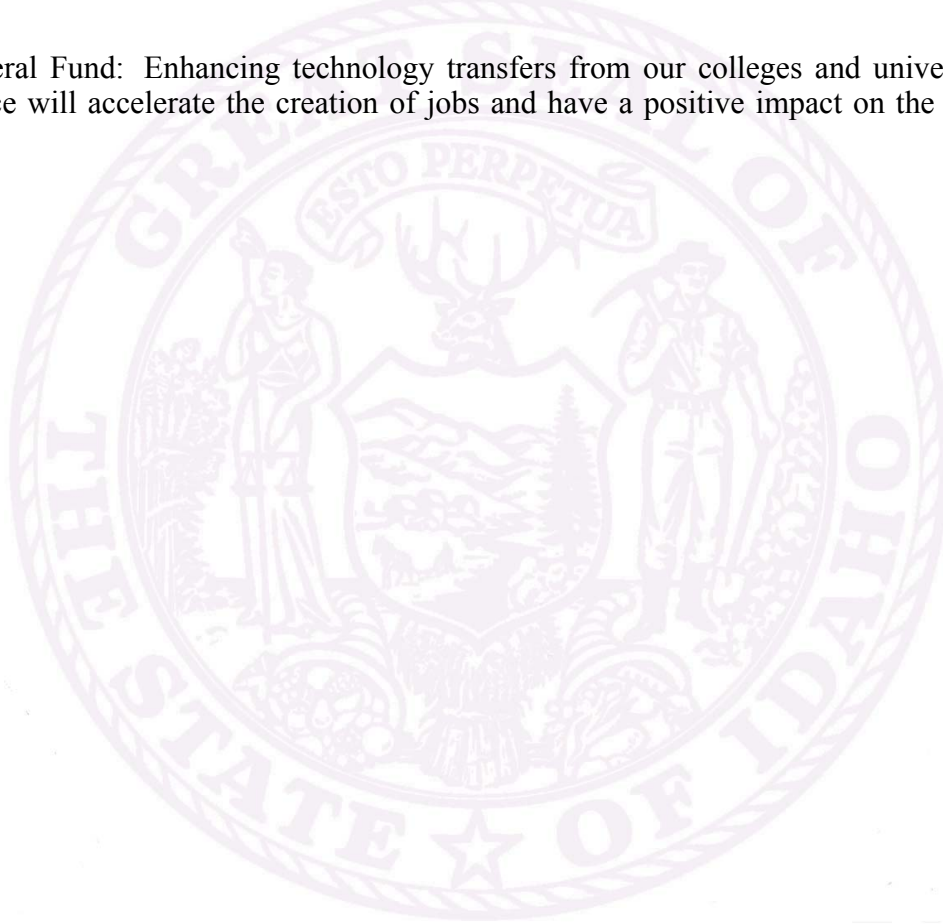 eral Fund: Enhancing technology transfers from our colleges and unive
ce will accelerate the creation of jobs and have a positive impact on the
GREAT SEAL OF
ESTO PERPETUA
THE STATE OF IDAHO